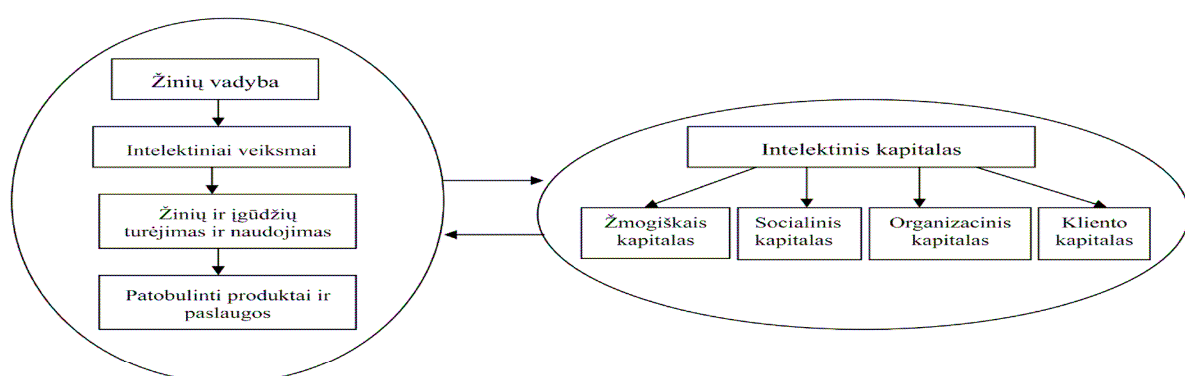 Žinių vadyba
Intelektiniai veiksmai
Žinių ir įgūdžių
turėjimas ir naudojimas
Patobulinti produktai ir
paslaugos
Intelektinis kapitalas
Žmogiškais
kapitalas
Socialinis
kapitalas
Organizacinis
kapitalas
Kliento
kapitalas